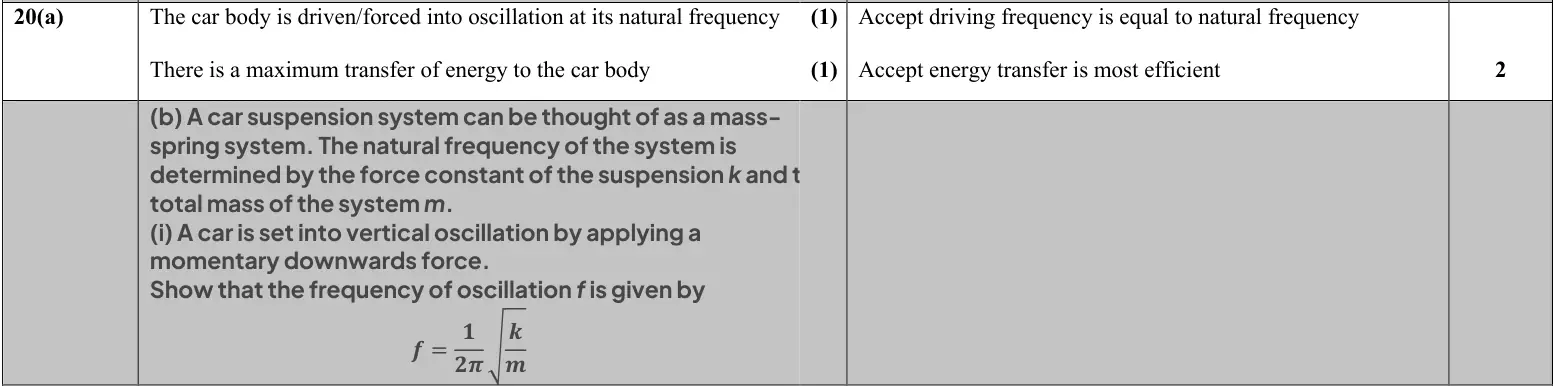 20(a) The car body is driven/forced into oscillation at its natural frequency (1) Accept driving frequency is equal to natural frequency
There is a maximum transfer of energy to the car body (1) Accept energy transfer is most efficient 2
(b) A car suspension system can be thought of as a mass-
spring system. The natural frequency of the system is
determined by the force constant of the suspension k and t
total mass of the system m.
(i) A car is set into vertical oscillation by applying a
momentary downwards force.
Show that the frequency of oscillation f is given by
f = 1/2π √(k/m)